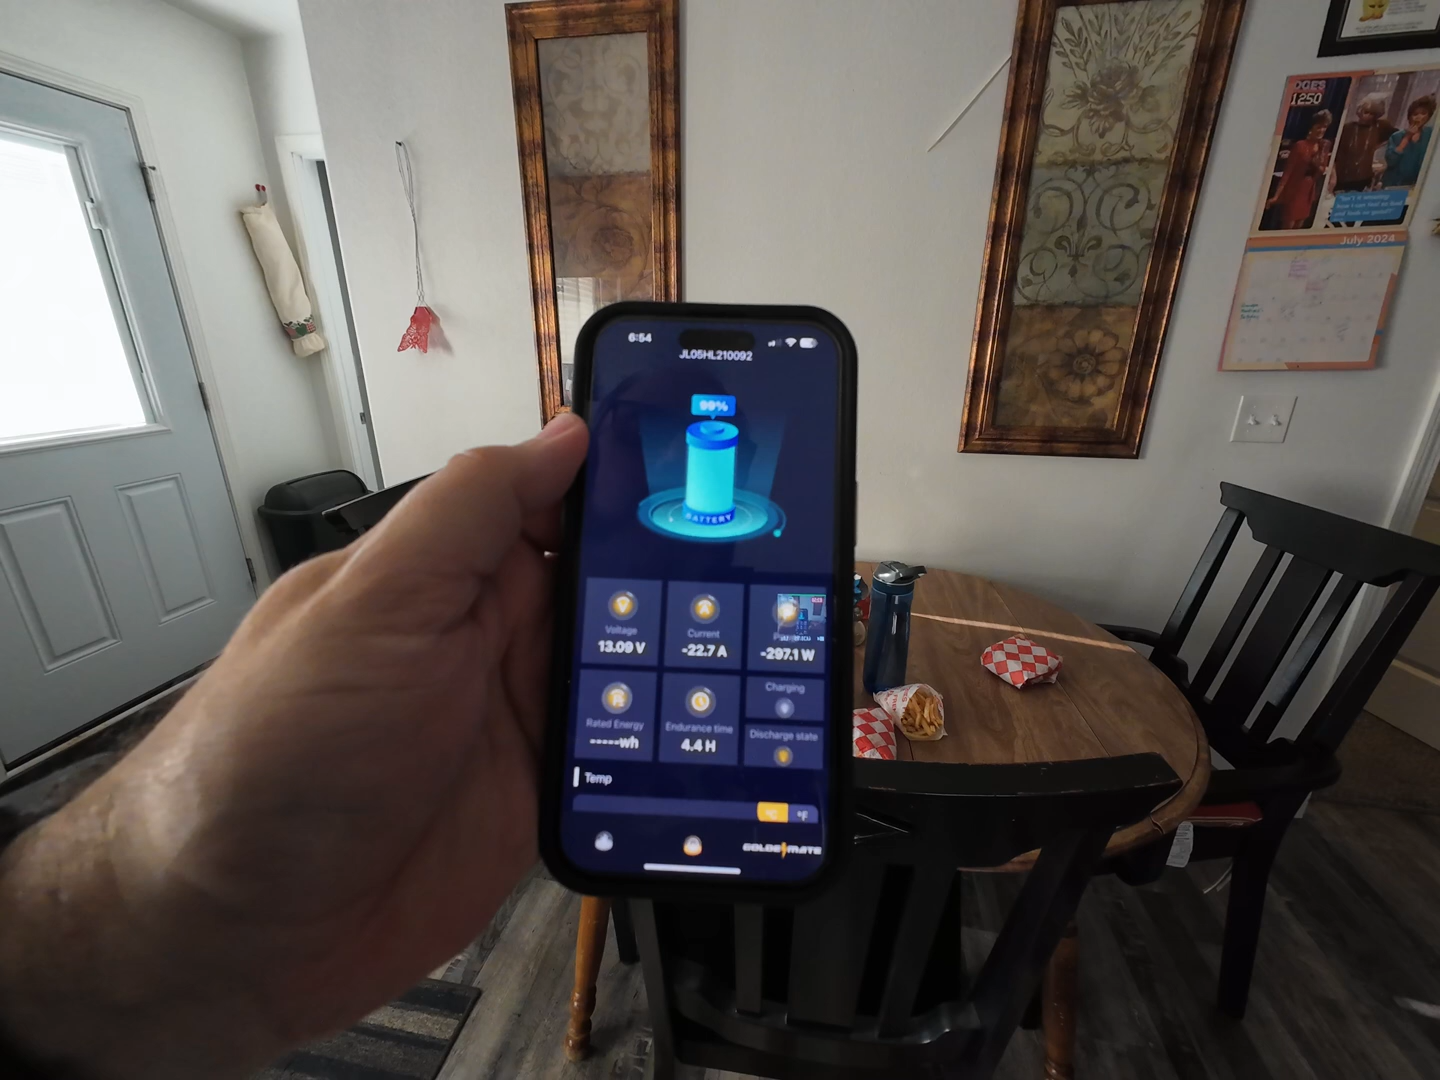 6:54
JL05HL210092
99%
BATTERY
Voltage
13.09 V
Current
-22.7 A
-297.1 W
Rated Energy
-----wh
Endurance time
4.4 H
Charging
Discharge state
Temp
°C
°F
GOLDENMATE
1250
July 2024